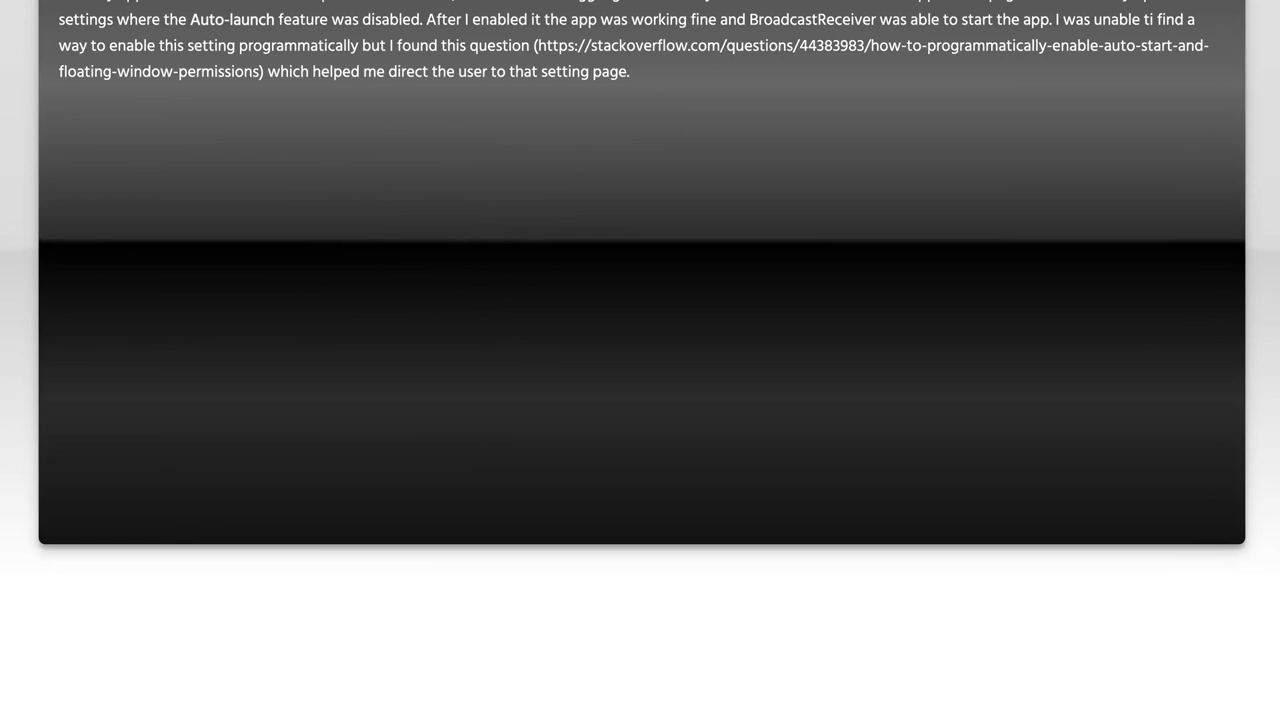 settings where the Auto-launch feature was disabled. After I enabled it the app was working fine and BroadcastReceiver was able to start the app. I was unable ti find a
way to enable this setting programmatically but I found this question (https://stackoverflow.com/questions/44383983/how-to-programmatically-enable-auto-start-and-
floating-window-permissions) which helped me direct the user to that setting page.